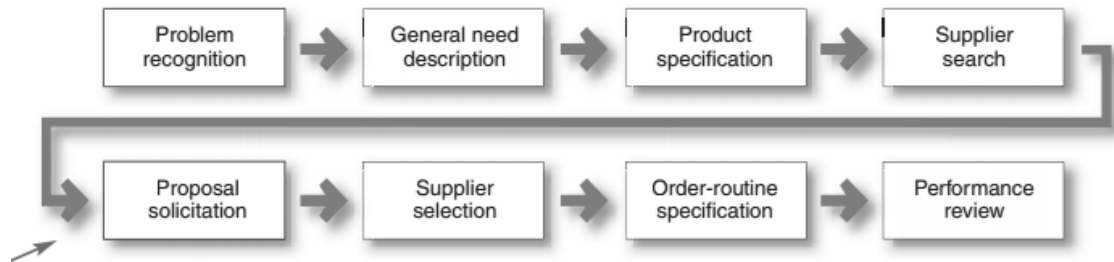 Problem
recognition
General need
description
Product
specification
Supplier
search
Proposal
solicitation
Supplier
selection
Order-routine
specification
Performance
review